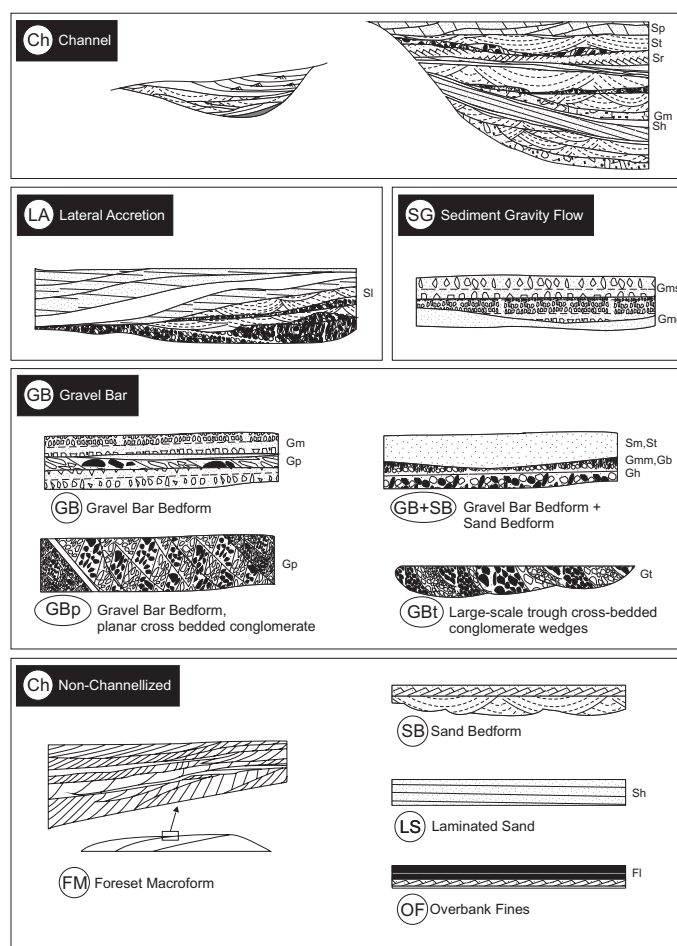 Ch Channel
Sp
St
Sr
Gm
Sh
LA Lateral Accretion
Sl
SG Sediment Gravity Flow
Gms
Gm
GB Gravel Bar
Gm
Gp
GB Gravel Bar Bedform
Sm,St
Gmm,Gb
Gh
GB+SB Gravel Bar Bedform +
Sand Bedform
Gp
GBp Gravel Bar Bedform,
planar cross bedded conglomerate
Gt
GBt Large-scale trough cross-bedded
conglomerate wedges
Ch Non-Channellized
FM Foreset Macroform
SB Sand Bedform
Sh
LS Laminated Sand
Fl
OF Overbank Fines